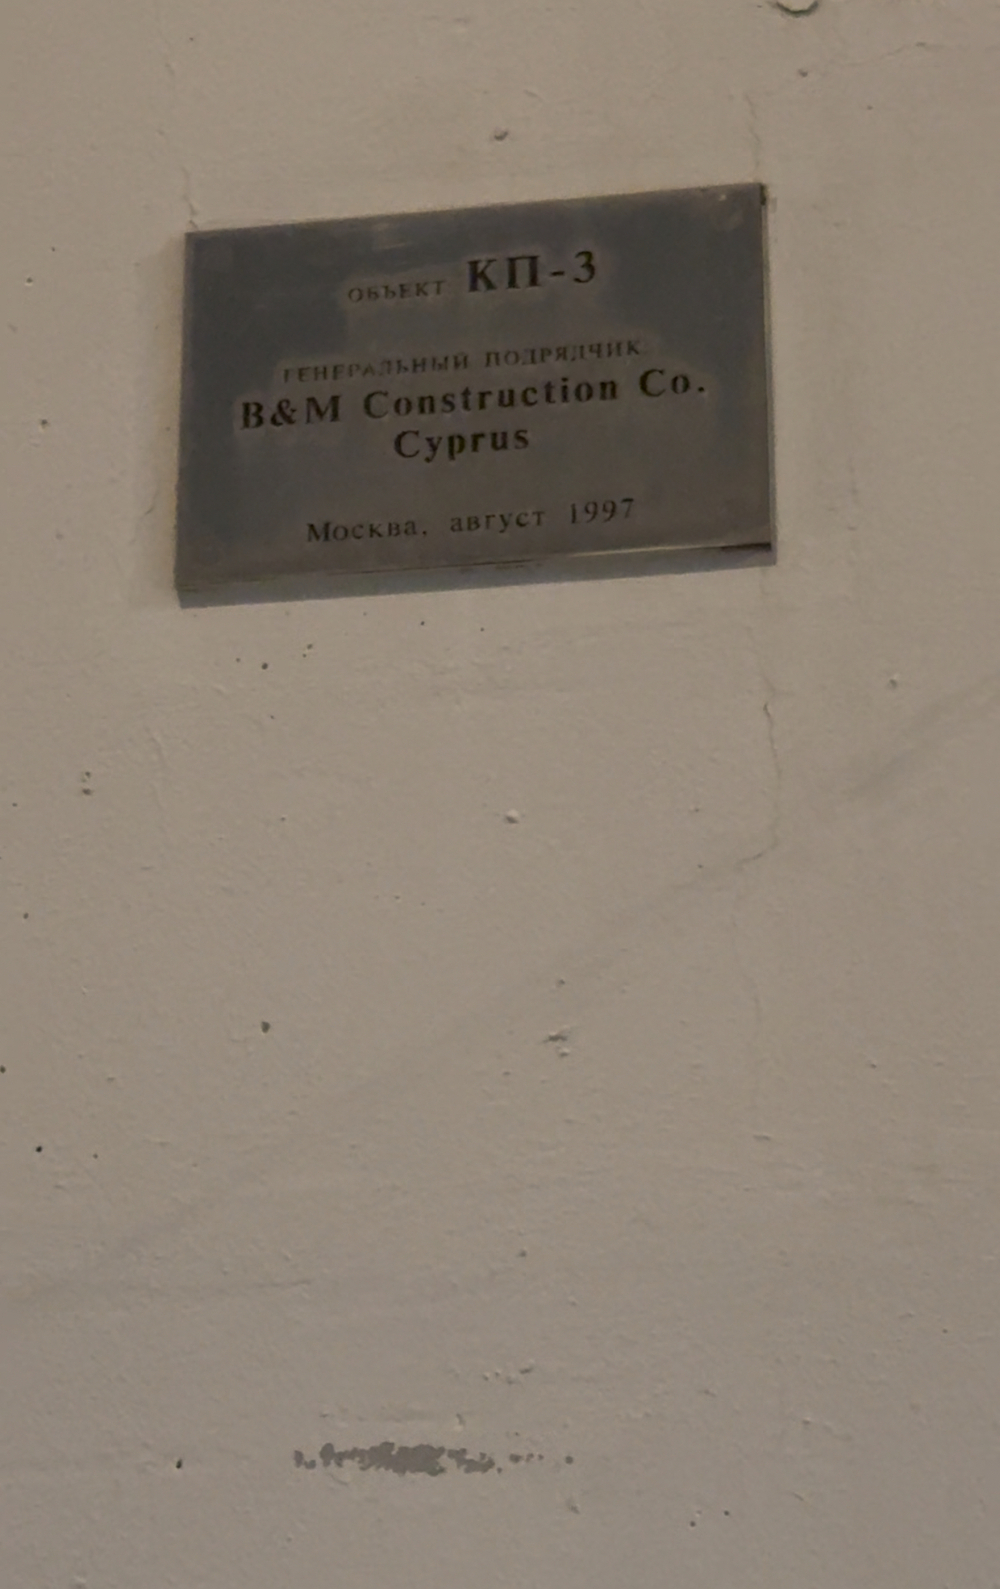 ОБЪЕКТ КП-3
ГЕНЕРАЛЬНЫЙ ПОДРЯДЧИК
B&M Construction Co.
Cyprus
Москва, август 1997